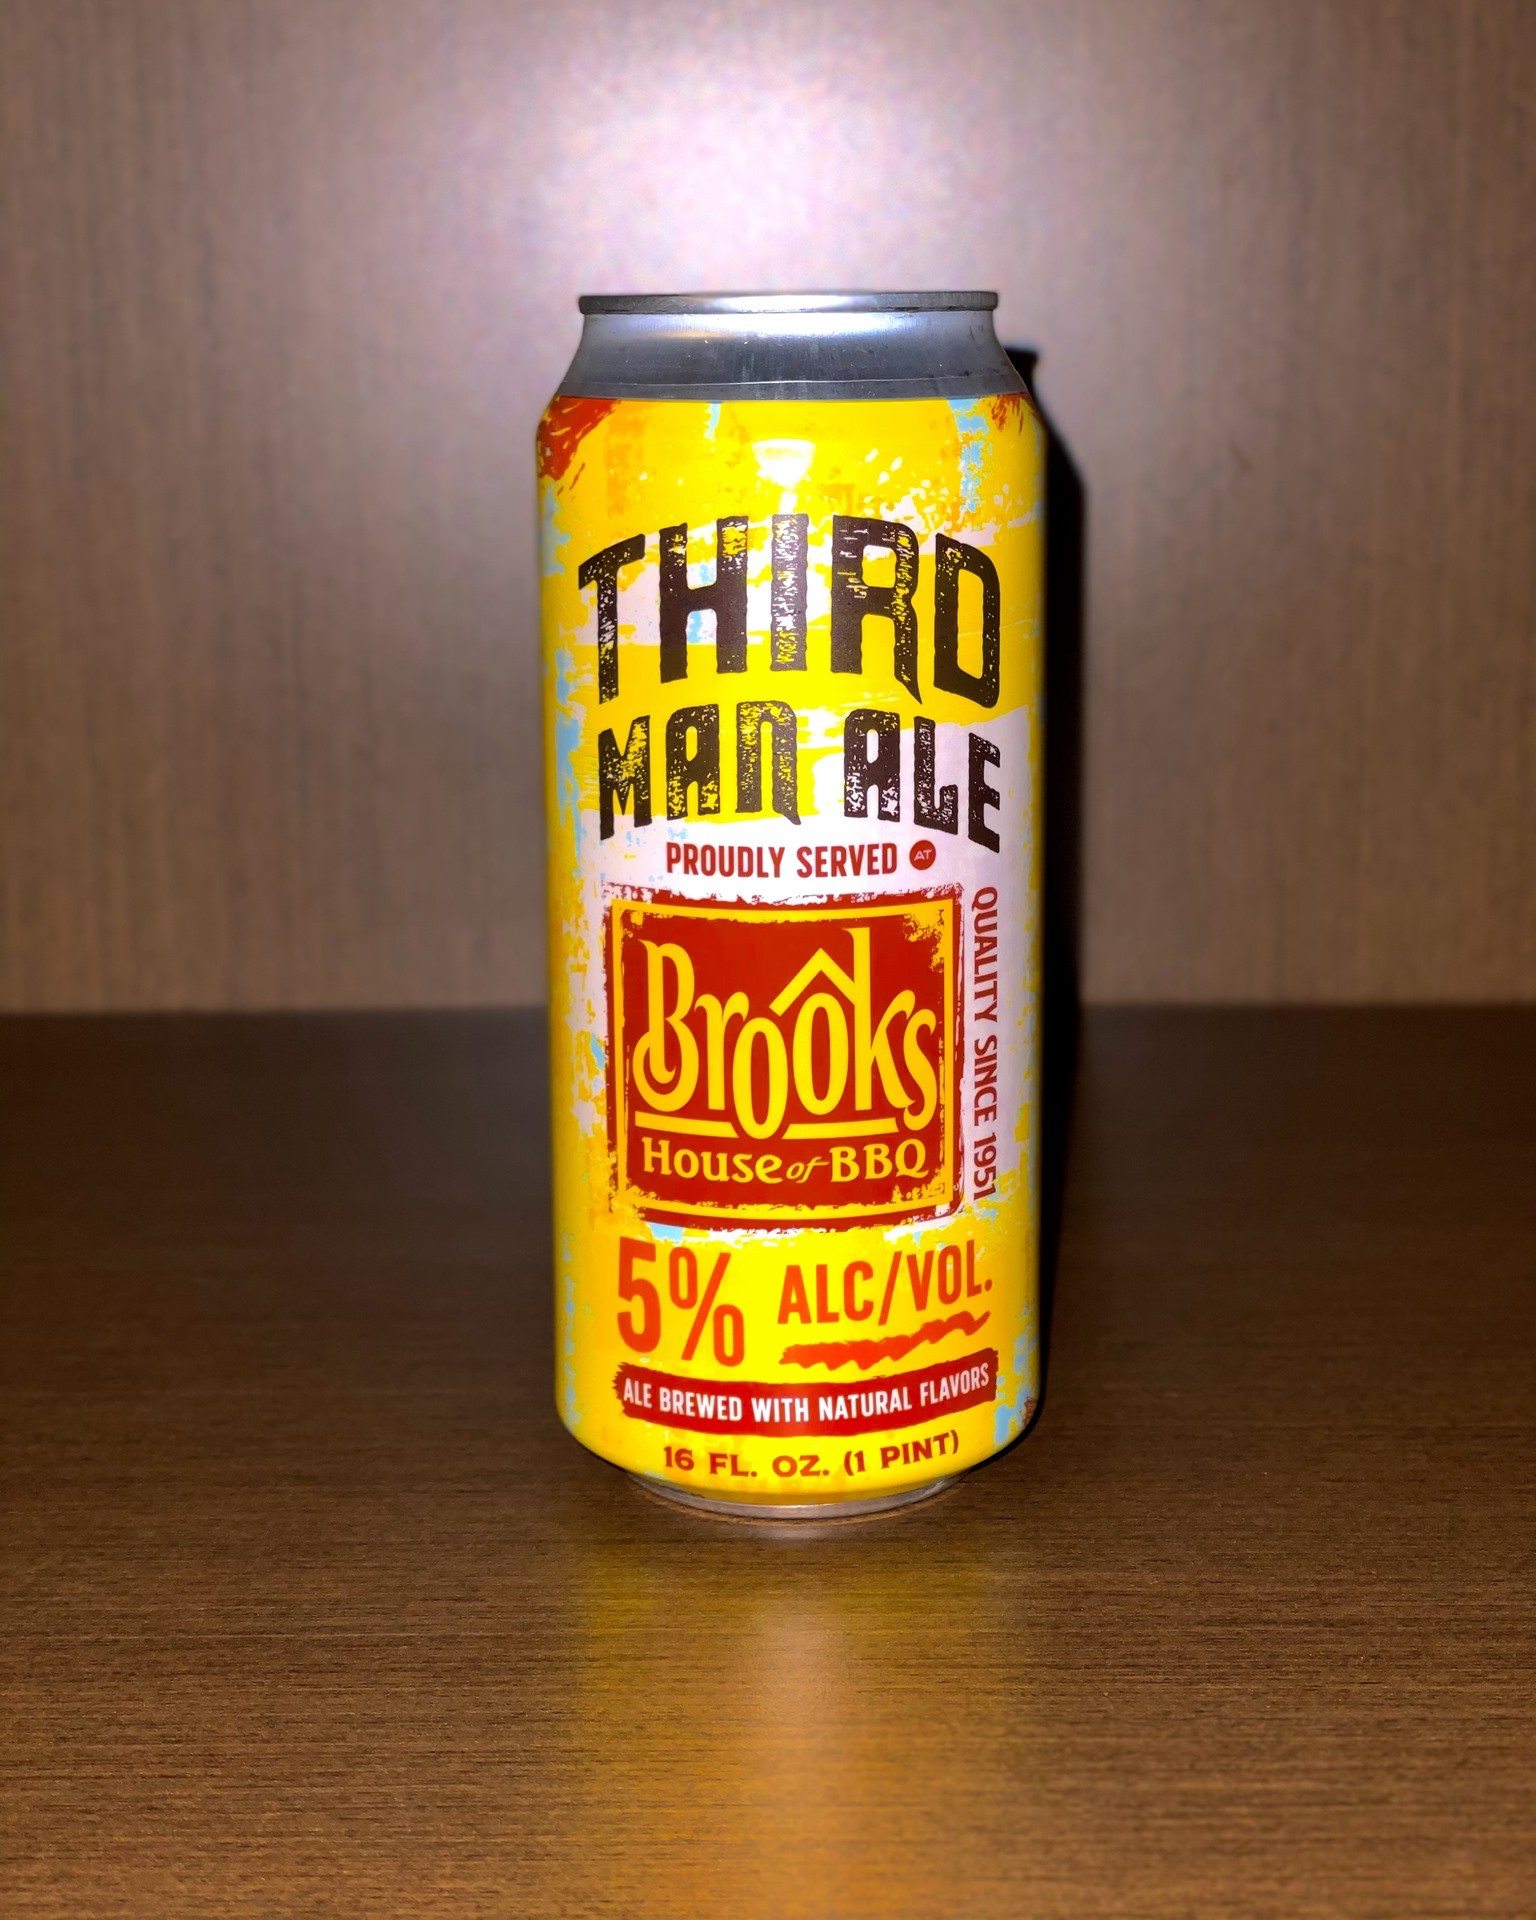 THIRD
MAN ALE
PROUDLY SERVED AT
Brooks
House of BBQ
QUALITY SINCE 1951
5% ALC/VOL.
ALE BREWED WITH NATURAL FLAVORS
16 FL. OZ. (1 PINT)